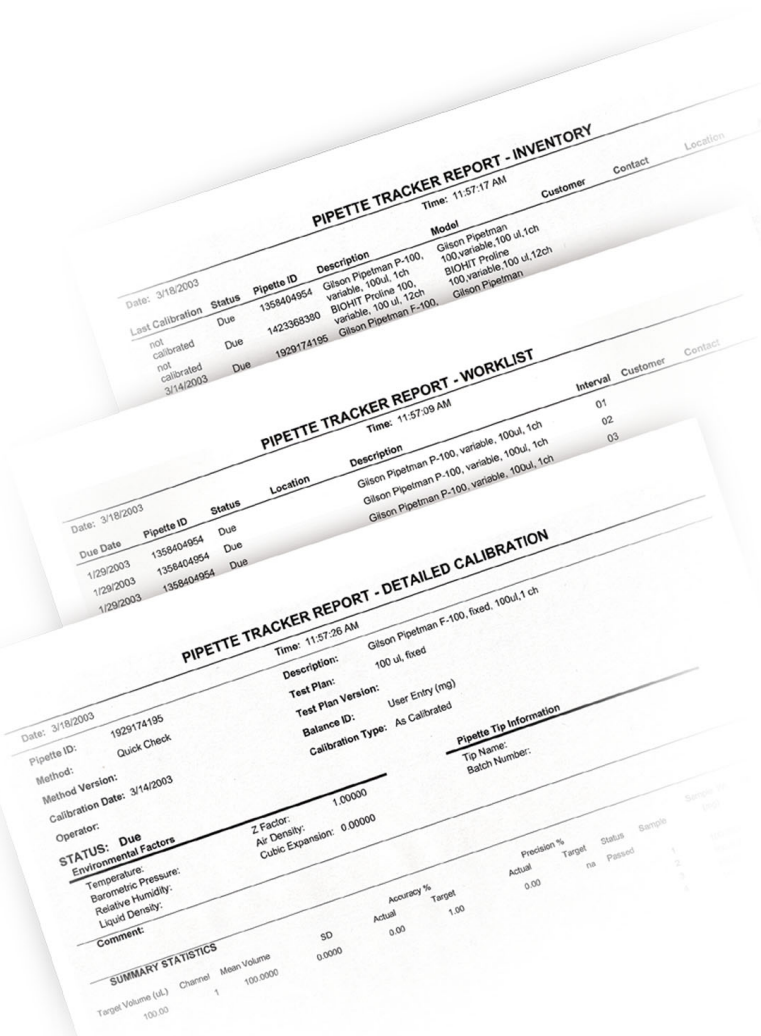 PIPETTE TRACKER REPORT - INVENTORY
Date: 3/18/2003 Time: 11:57:17 AM
Last Calibration Status Pipette ID Description Model Customer Contact Location
not calibrated Due 1358404954 Gilson Pipetman P-100, variable, 100ul, 1ch Gilson Pipetman 100,variable,100 ul,1ch
not calibrated Due 1423368380 BIOHIT Proline 100, variable, 100 ul, 12ch BIOHIT Proline 100,variable,100 ul,12ch
3/14/2003 Due 1929174195 Gilson Pipetman F-100, Gilson Pipetman
PIPETTE TRACKER REPORT - WORKLIST
Date: 3/18/2003 Time: 11:57:09 AM
Due Date Pipette ID Status Location Description Interval Customer Contact
1/29/2003 1358404954 Due Gilson Pipetman P-100, variable, 100ul, 1ch 01
1/29/2003 1358404954 Due Gilson Pipetman P-100, variable, 100ul, 1ch 02
1/29/2003 1358404954 Due Gilson Pipetman P-100, variable, 100ul, 1ch 03
PIPETTE TRACKER REPORT - DETAILED CALIBRATION
Date: 3/18/2003 Time: 11:57:26 AM
Pipette ID: 1929174195 Description: Gilson Pipetman F-100, fixed, 100ul,1 ch
Method: Quick Check Test Plan: 100 ul, fixed
Method Version: Test Plan Version:
Calibration Date: 3/14/2003 Balance ID: User Entry (mg)
Operator: Calibration Type: As Calibrated
STATUS: Due
Environmental Factors Pipette Tip Information
Temperature: Z Factor: 1.00000 Tip Name:
Barometric Pressure: Air Density: Batch Number:
Relative Humidity: Cubic Expansion: 0.00000
Liquid Density:
Comment:
SUMMARY STATISTICS
Accuracy % Precision %
Target Volume (uL) Channel Mean Volume SD Actual Target Actual Target Status Sample
100.00 1 100.0000 0.0000 0.00 1.00 0.00 na Passed 1
2